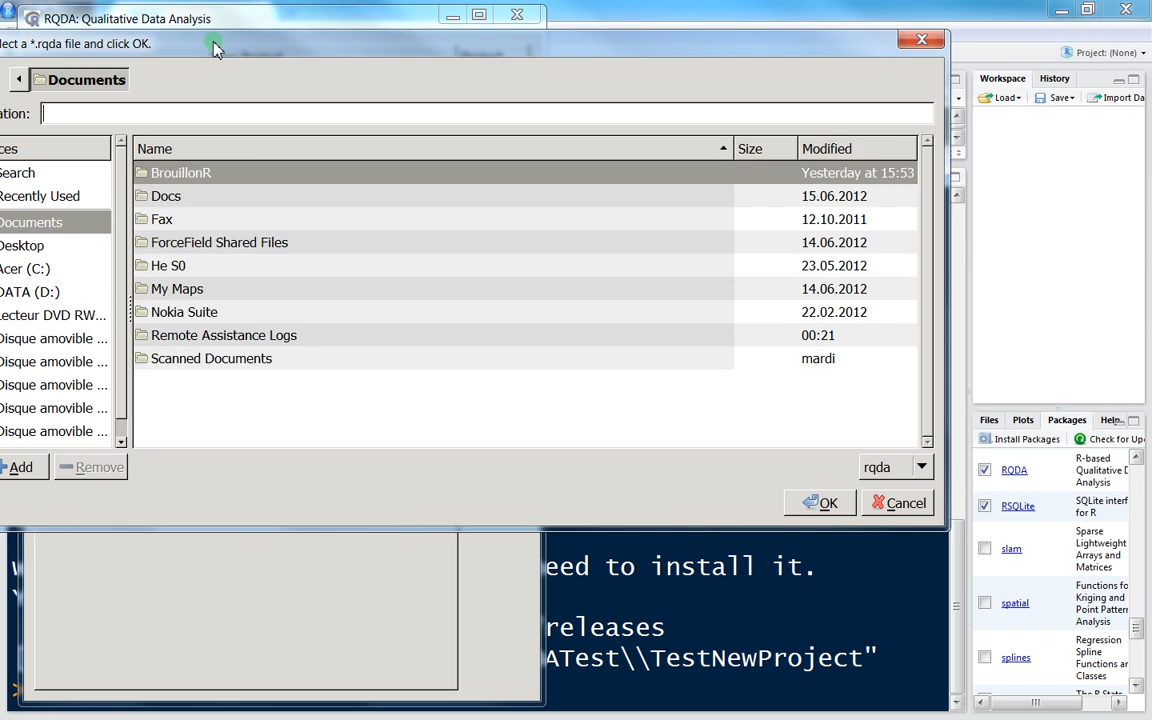 RQDA: Qualitative Data Analysis
lect a *.rqda file and click OK.
Project: (None)
Documents
ation:
Workspace
History
Load
Save
Import Da
ces
Name
Size
Modified
earch
Recently Used
Documents
Desktop
Acer (C:)
DATA (D:)
Lecteur DVD RW...
Disque amovible ...
Disque amovible ...
Disque amovible ...
Disque amovible ...
Disque amovible ...
BrouillonR Yesterday at 15:53
Docs 15.06.2012
Fax 12.10.2011
ForceField Shared Files 14.06.2012
He S0 23.05.2012
My Maps 14.06.2012
Nokia Suite 22.02.2012
Remote Assistance Logs 00:21
Scanned Documents mardi
Add
Remove
rqda
OK
Cancel
Files
Plots
Packages
Help
Install Packages
Check for Up
RQDA
R-based
Qualitative D
Analysis
RSQLite
SQLite interf
for R
slam
Sparse
Lightweight
Arrays and
Matrices
spatial
Functions fo
Kriging and
Point Pattern
Analysis
splines
Regression
Spline
Functions an
Classes
eed to install it.
releases
ATest\\TestNewProject"